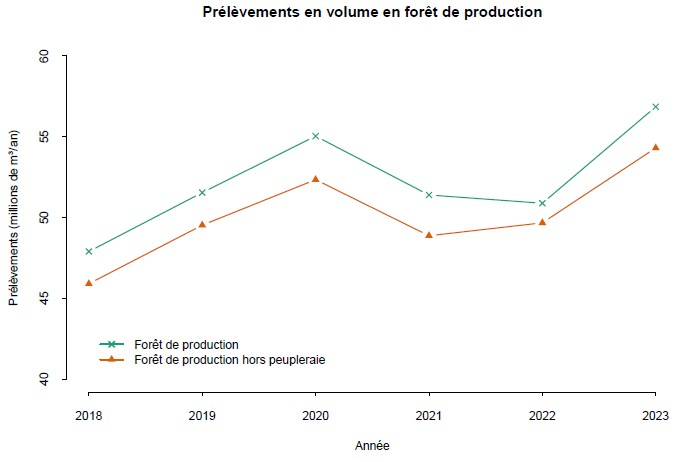 Prélèvements en volume en forêt de production
Prélèvements (millions de m³/an)
60
55
50
45
40
Forêt de production
Forêt de production hors peupleraie
2018 2019 2020 2021 2022 2023
Année